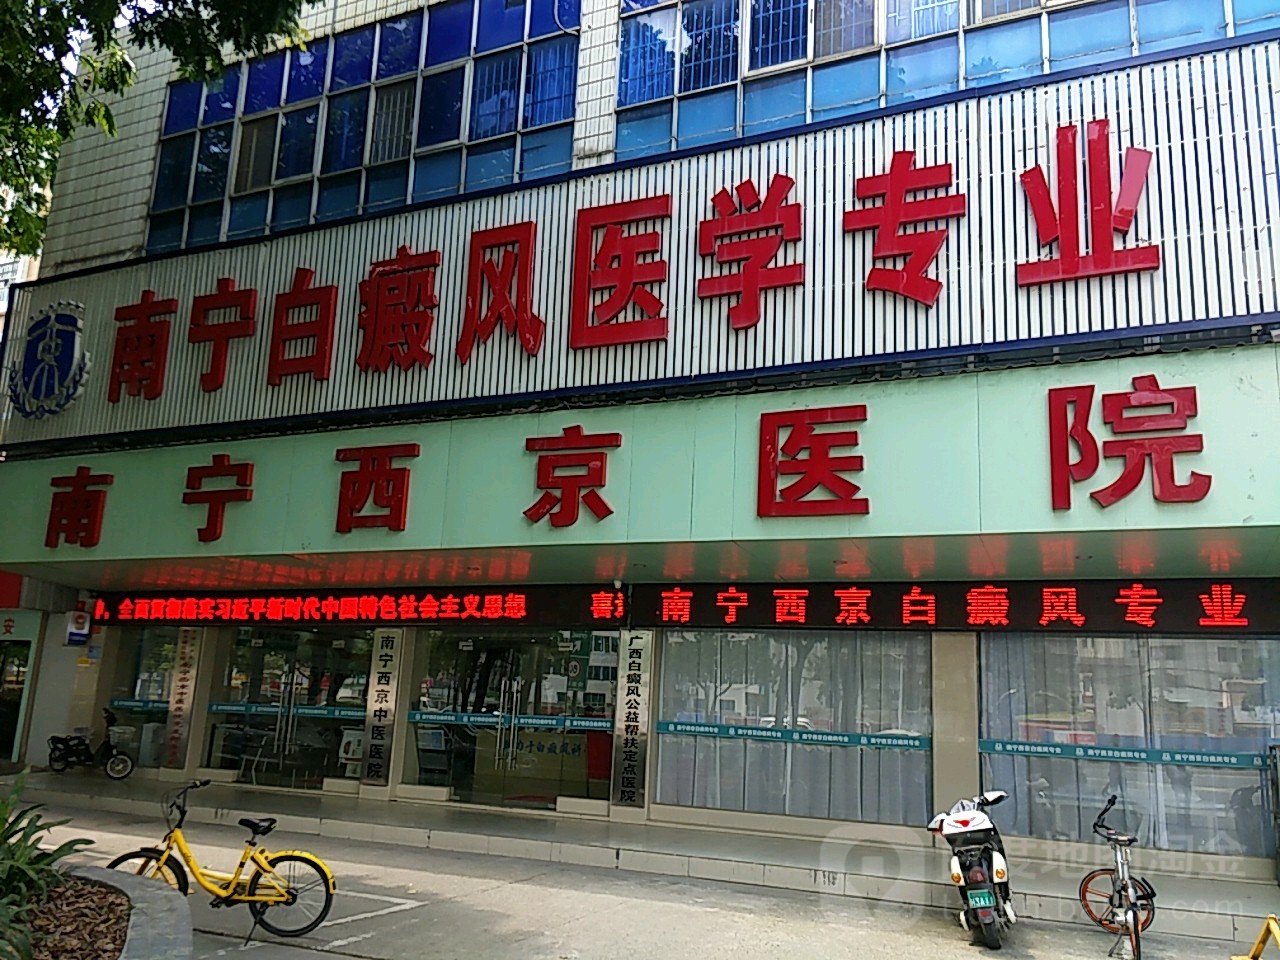 南宁白癜风医学专业
南宁西京医院
，全面贯彻落实习近平新时代中国特色社会主义思想
喜迎
南宁西京白癜风专业
南宁西京中医医院
广西白癜风公益帮扶定点医院
安